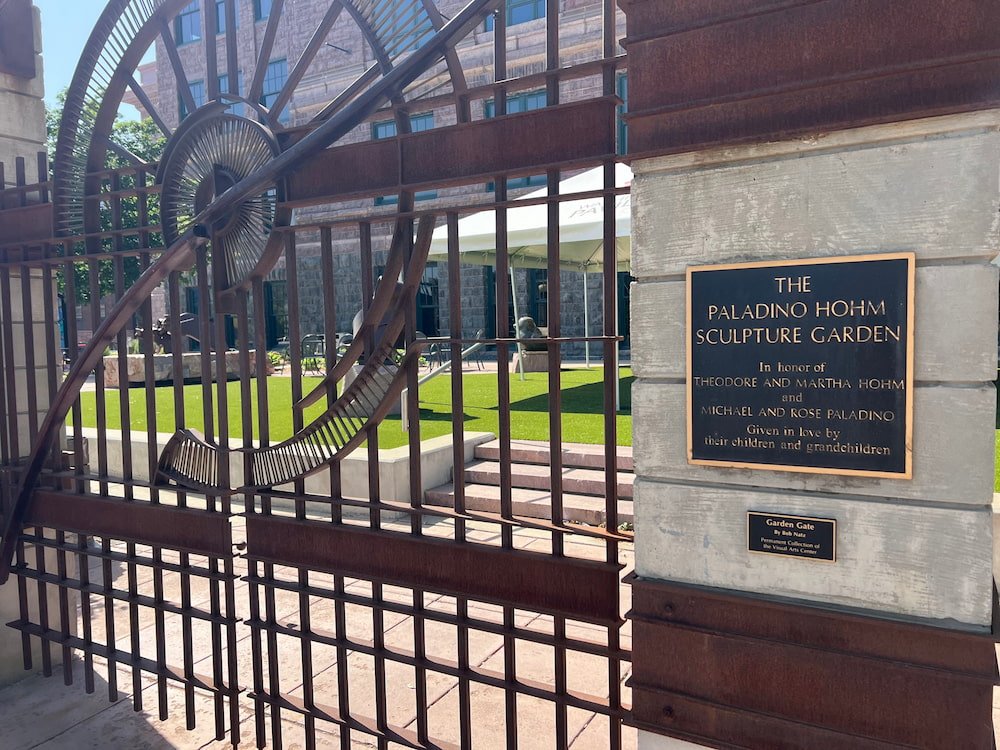 THE
PALADINO HOHM
SCULPTURE GARDEN
In honor of
THEODORE AND MARTHA HOHM
and
MICHAEL AND ROSE PALADINO
Given in love by
their children and grandchildren
Garden Gate
By Bob Natz
Permanent Collection of
the Visual Arts Center